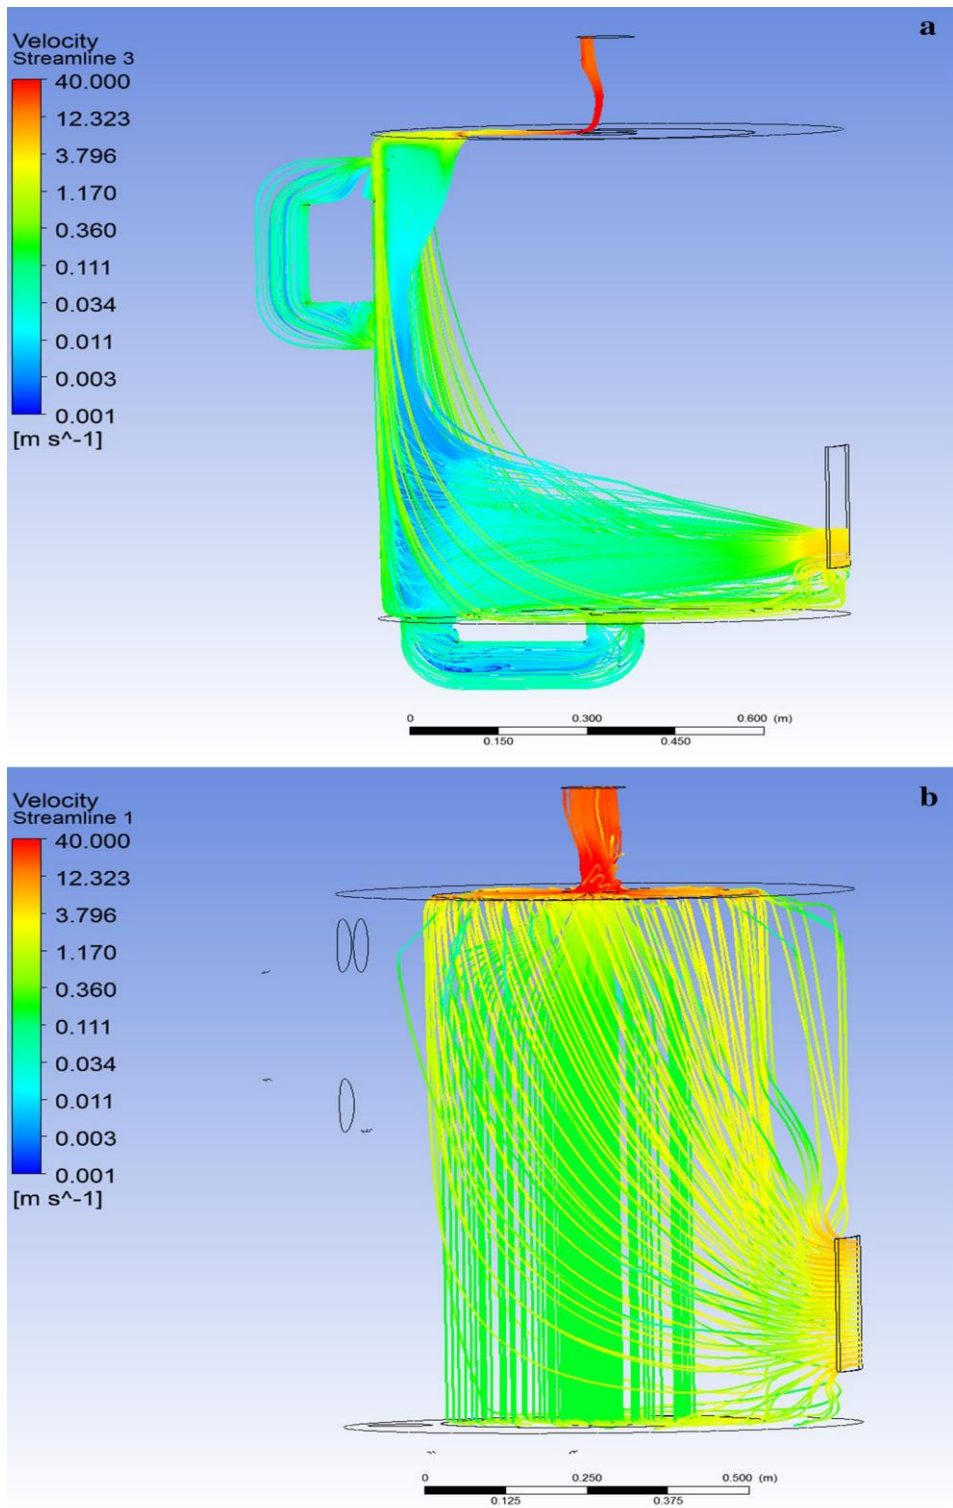 a
Velocity
Streamline 3
40.000
12.323
3.796
1.170
0.360
0.111
0.034
0.011
0.003
0.001
[m s^-1]
0 0.300 0.600 (m)
0.150 0.450
b
Velocity
Streamline 1
40.000
12.323
3.796
1.170
0.360
0.111
0.034
0.011
0.003
0.001
[m s^-1]
0 0.250 0.500 (m)
0.125 0.375